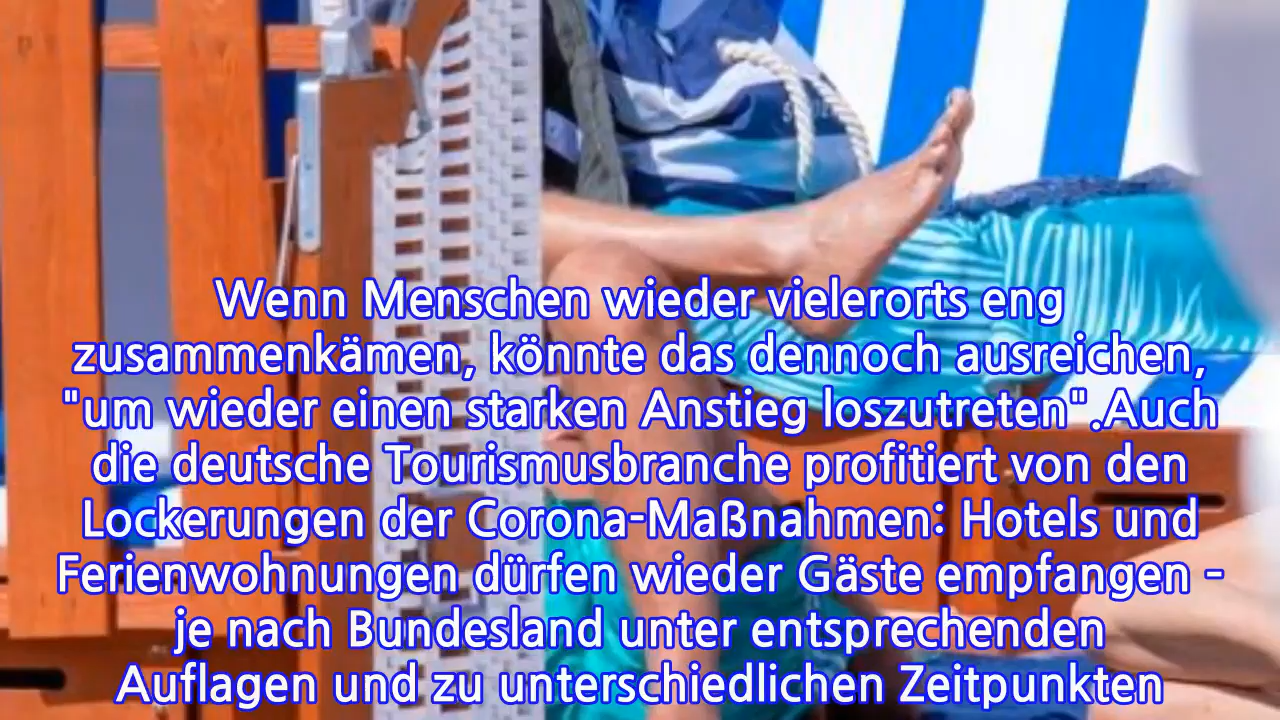 Wenn Menschen wieder vielerorts eng
zusammenkämen, könnte das dennoch ausreichen,
"um wieder einen starken Anstieg loszutreten" .Auch
die deutsche Tourismusbranche profitiert von den
Lockerungen der Corona-Maßnahmen: Hotels und
Ferienwohnungen dürfen wieder Gäste empfangen -
je nach Bundesland unter entsprechenden
Auflagen und zu unterschiedlichen Zeitpunkten